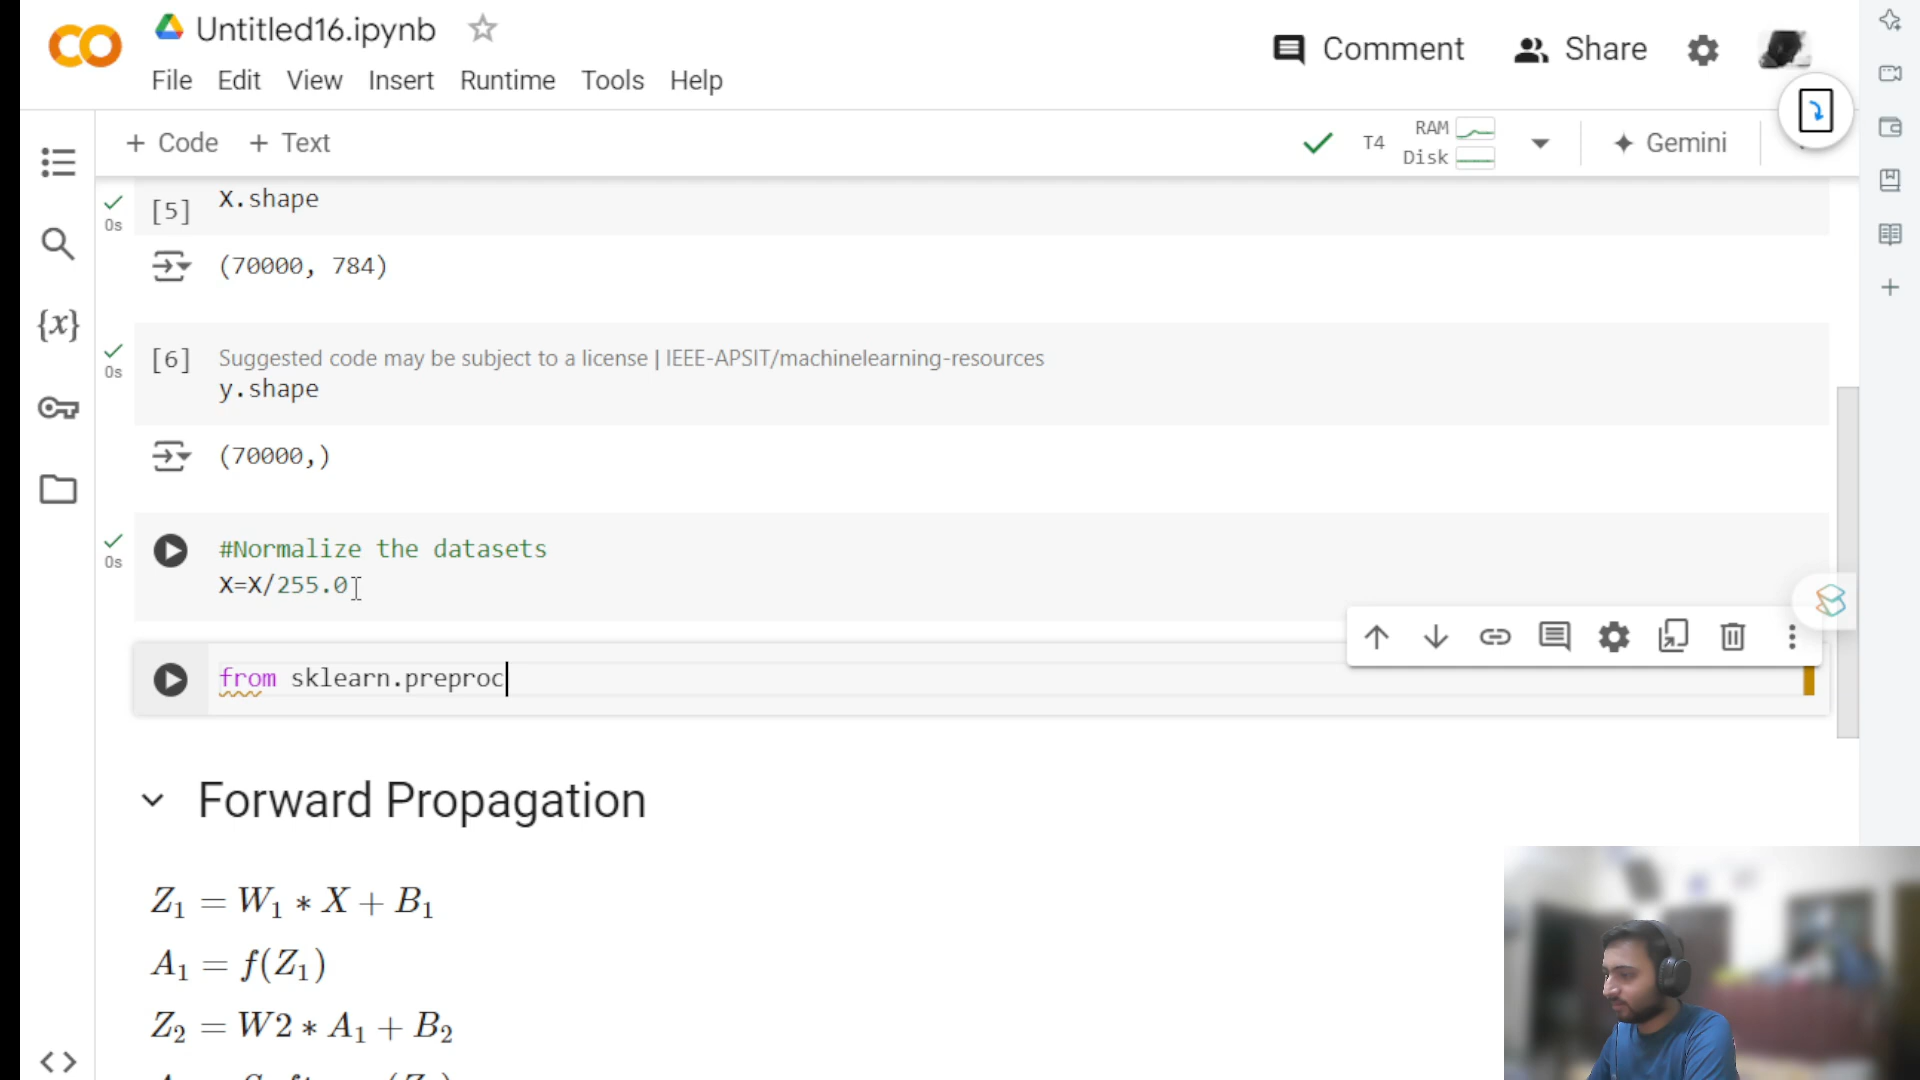 Untitled16.ipynb
File Edit View Insert Runtime Tools Help
Comment
Share
+ Code + Text
T4
RAM
Disk
Gemini
0s
[5]
X.shape
(70000, 784)
0s
[6]
Suggested code may be subject to a license | IEEE-APSIT/machinelearning-resources
y.shape
(70000,)
0s
#Normalize the datasets
X=X/255.0
from sklearn.preproc
Forward Propagation
Z₁ = W₁ * X + B₁
A₁ = f(Z₁)
Z₂ = W2 * A₁ + B₂